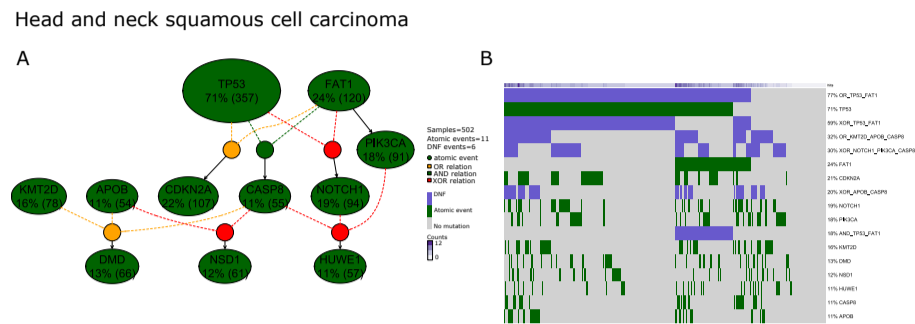 Head and neck squamous cell carcinoma
A
TP53
71% (357)
FAT1
24% (120)
PIK3CA
18% (91)
KMT2D
16% (78)
APOB
11% (54)
CDKN2A
22% (107)
CASP8
11% (55)
NOTCH1
19% (94)
DMD
13% (66)
NSD1
12% (61)
HUWE1
11% (57)
Samples=502
Atomic events=11
DNF events=6
atomic event
OR relation
AND relation
XOR relation
DNF
Atomic event
No mutation
Counts
12
0
B
77% OR_TP53_FAT1
71% TP53
59% XOR_TP53_FAT1
32% OR_KMT2D_APOB_CASP8
30% XOR_NOTCH1_PIK3CA_CASP8
24% FAT1
21% CDKN2A
20% XOR_APOB_CASP8
19% NOTCH1
18% PIK3CA
18% AND_TP53_FAT1
16% KMT2D
13% DMD
12% NSD1
11% HUWE1
11% CASP8
11% APOB